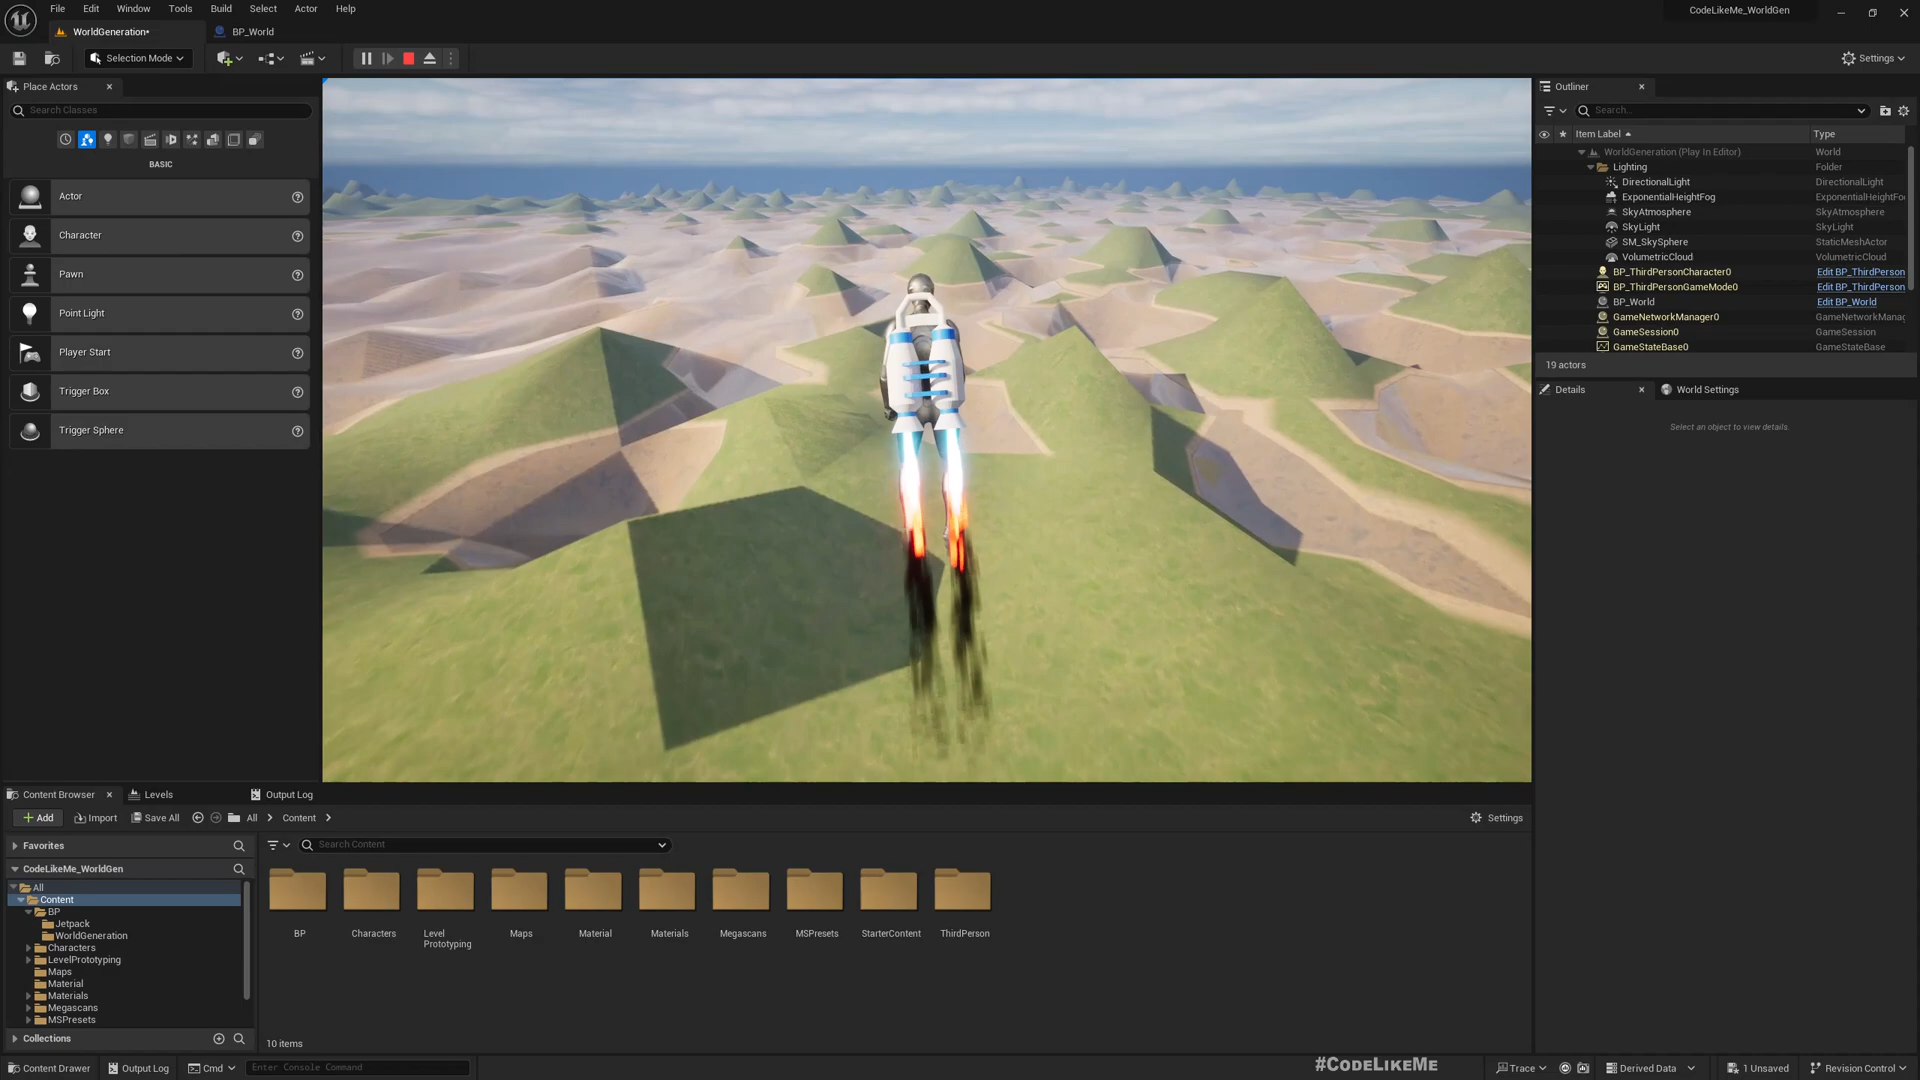 File Edit Window Tools Build Select Actor Help
CodeLikeMe_WorldGen
WorldGeneration*
BP_World
Selection Mode
Settings
Place Actors
Search Classes
BASIC
Actor
Character
Pawn
Point Light
Player Start
Trigger Box
Trigger Sphere
Outliner
Search...
Item Label Type
WorldGeneration (Play In Editor) World
Lighting Folder
DirectionalLight DirectionalLight
ExponentialHeightFog ExponentialHeightFo
SkyAtmosphere SkyAtmosphere
SkyLight SkyLight
SM_SkySphere StaticMeshActor
VolumetricCloud VolumetricCloud
BP_ThirdPersonCharacter0 Edit BP_ThirdPerson
BP_ThirdPersonGameMode0 Edit BP_ThirdPerson
BP_World Edit BP_World
GameNetworkManager0 GameNetworkManag
GameSession0 GameSession
GameStateBase0 GameStateBase
19 actors
Details
World Settings
Select an object to view details.
Content Browser
Levels
Output Log
Add
Import
Save All
All
Content
Settings
Favorites
Search Content
CodeLikeMe_WorldGen
All
Content
BP
Jetpack
WorldGeneration
Characters
LevelPrototyping
Maps
Material
Materials
Megascans
MSPresets
Collections
BP
Characters
Level
Prototyping
Maps
Material
Materials
Megascans
MSPresets
StarterContent
ThirdPerson
10 items
#CODELIKEME
Content Drawer
Output Log
Cmd
Enter Console Command
Trace
Derived Data
1 Unsaved
Revision Control